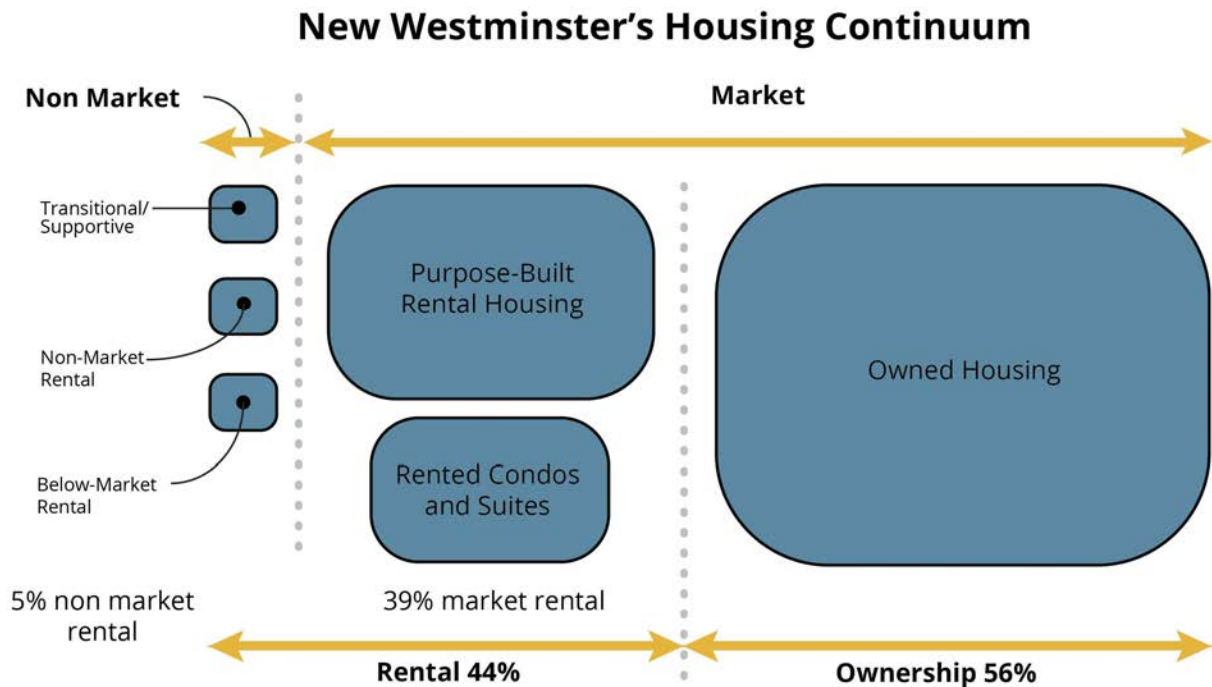 New Westminster's Housing Continuum
Non Market
Market
Transitional/
Supportive
Non-Market
Rental
Below-Market
Rental
Purpose-Built
Rental Housing
Rented Condos
and Suites
Owned Housing
5% non market
rental
39% market rental
Rental 44%
Ownership 56%